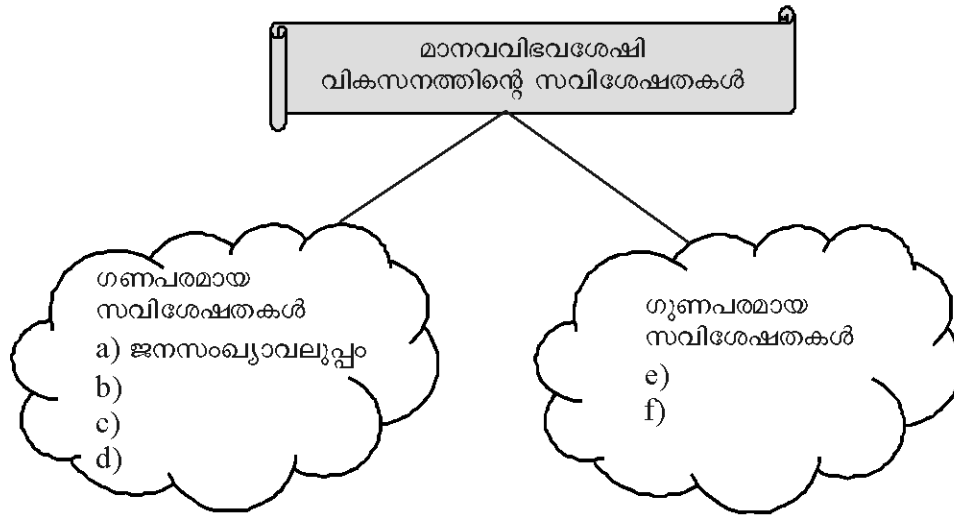 മാനവവിഭവശേഷി
വികസനത്തിന്റെ സവിശേഷതകൾ
ഗണപരമായ
സവിശേഷതകൾ
a) ജനസംഖ്യാവലുപ്പം
b)
c)
d)
ഗുണപരമായ
സവിശേഷതകൾ
e)
f)